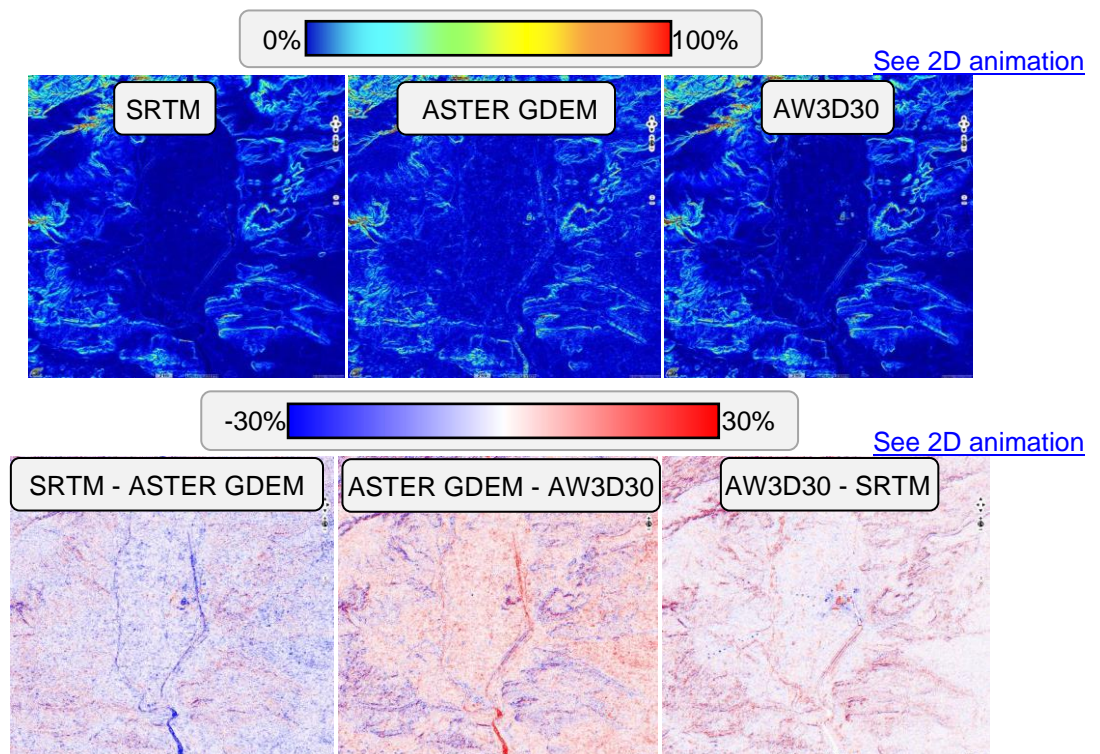 0% 100%
See 2D animation
SRTM ASTER GDEM AW3D30
-30% 30%
See 2D animation
SRTM - ASTER GDEM ASTER GDEM - AW3D30 AW3D30 - SRTM